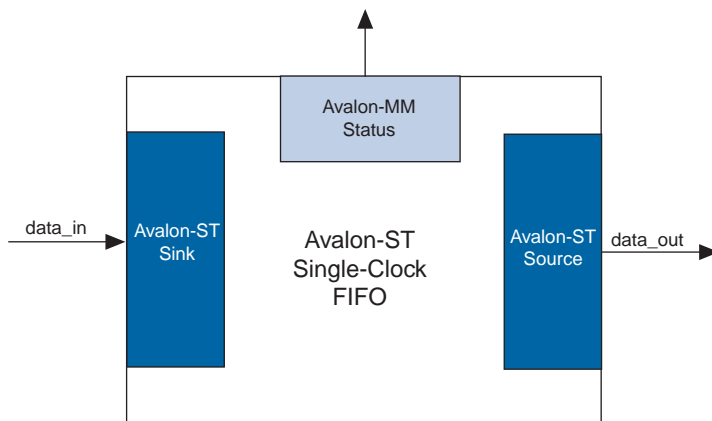 Avalon-MM
Status
data_in
Avalon-ST
Sink
Avalon-ST
Single-Clock
FIFO
Avalon-ST
Source
data_out